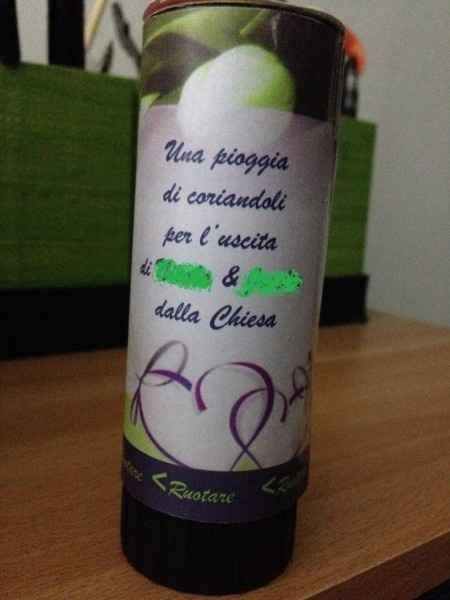 Una pioggia
di coriandoli
per l'uscita
di &
dalla Chiesa
<Ruotare <